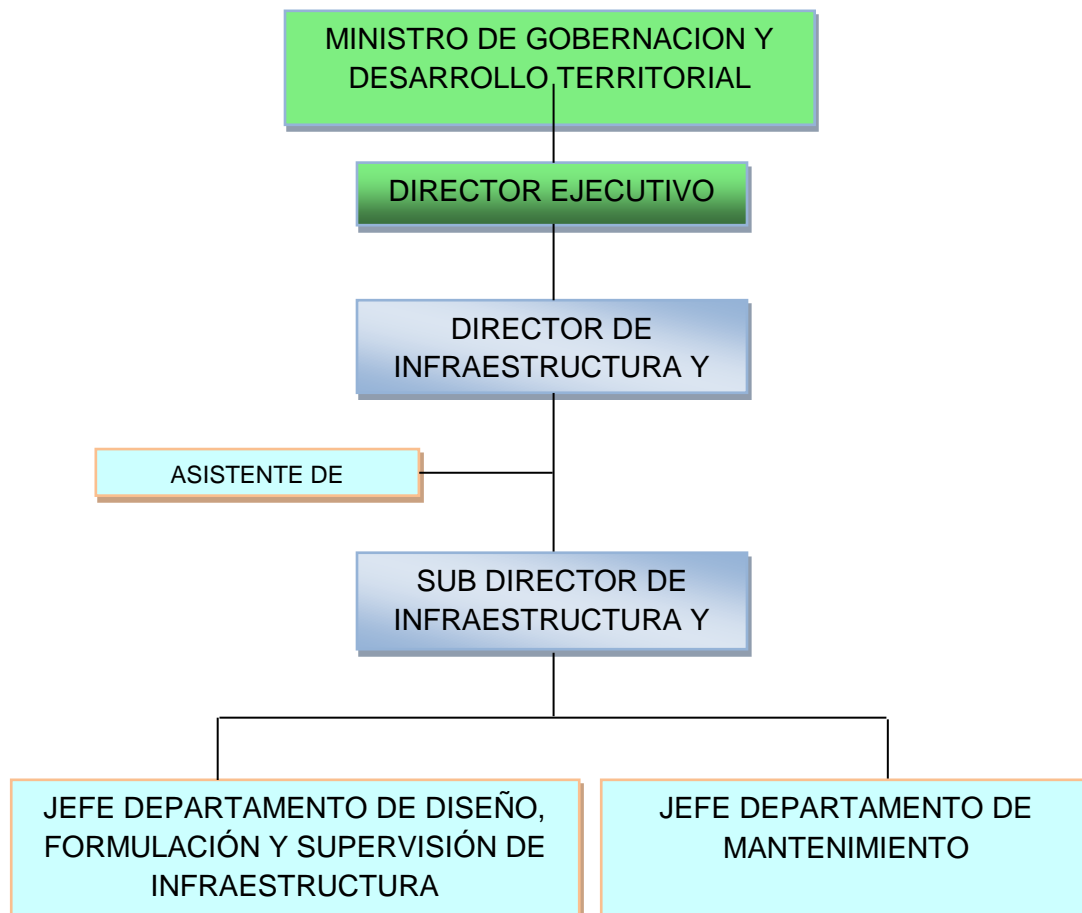 MINISTRO DE GOBERNACION Y
DESARROLLO TERRITORIAL
DIRECTOR EJECUTIVO
DIRECTOR DE
INFRAESTRUCTURA Y
ASISTENTE DE
SUB DIRECTOR DE
INFRAESTRUCTURA Y
JEFE DEPARTAMENTO DE DISEÑO,
FORMULACIÓN Y SUPERVISIÓN DE
INFRAESTRUCTURA
JEFE DEPARTAMENTO DE
MANTENIMIENTO